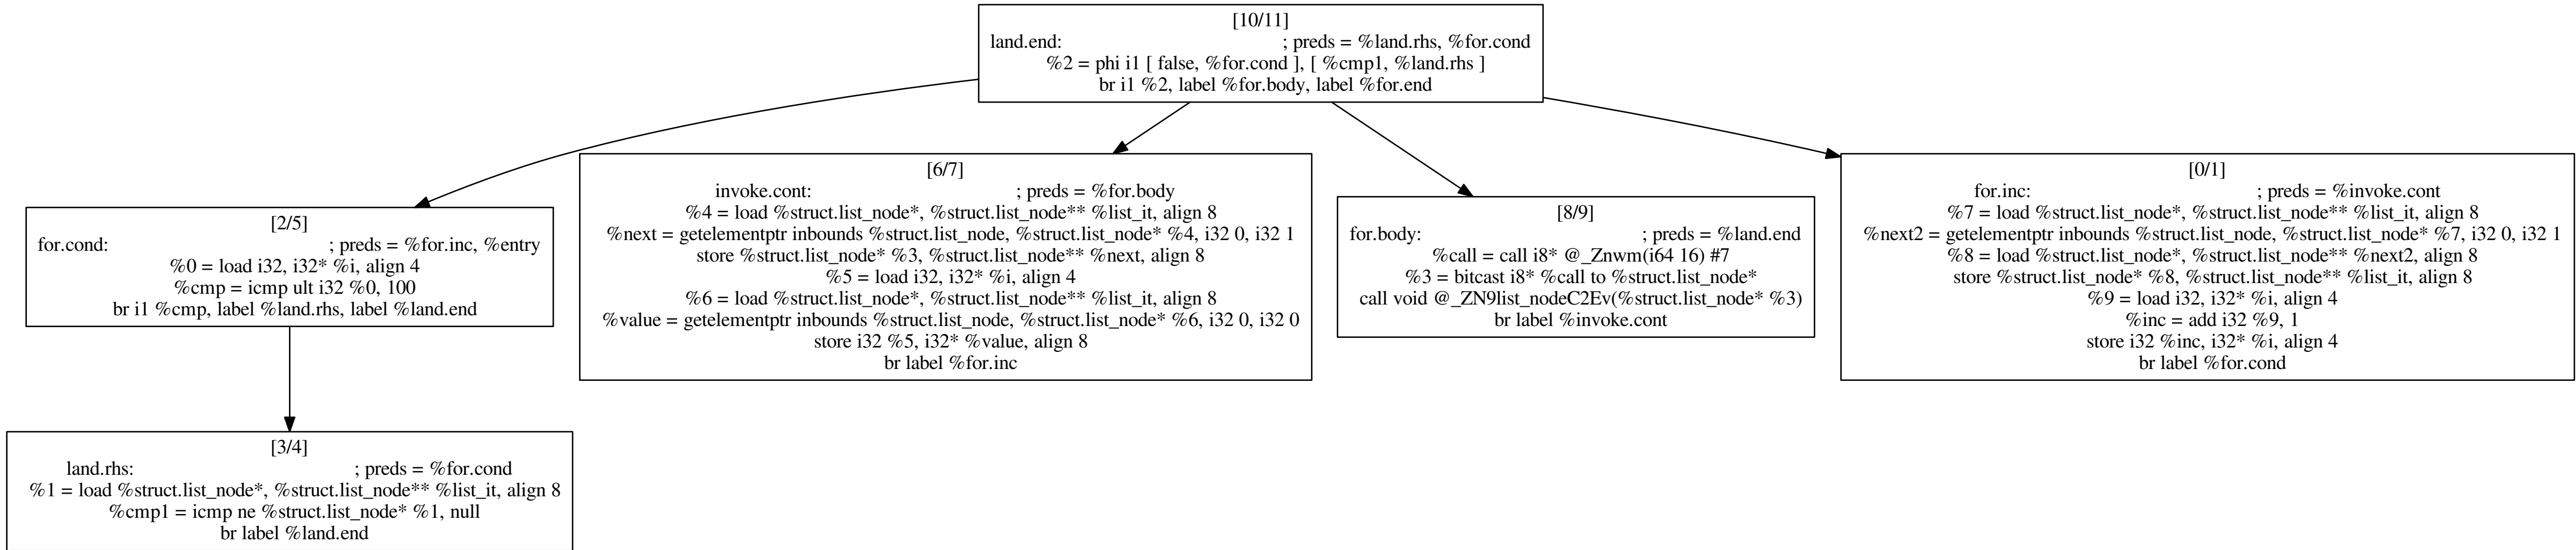 [10/11]
land.end: ; preds = %land.rhs, %for.cond
%2 = phi i1 [ false, %for.cond ], [ %cmp1, %land.rhs ]
br i1 %2, label %for.body, label %for.end
[2/5]
for.cond: ; preds = %for.inc, %entry
%0 = load i32, i32* %i, align 4
%cmp = icmp ult i32 %0, 100
br i1 %cmp, label %land.rhs, label %land.end
[6/7]
invoke.cont: ; preds = %for.body
%4 = load %struct.list_node*, %struct.list_node** %list_it, align 8
%next = getelementptr inbounds %struct.list_node, %struct.list_node* %4, i32 0, i32 1
store %struct.list_node* %3, %struct.list_node** %next, align 8
%5 = load i32, i32* %i, align 4
%6 = load %struct.list_node*, %struct.list_node** %list_it, align 8
%value = getelementptr inbounds %struct.list_node, %struct.list_node* %6, i32 0, i32 0
store i32 %5, i32* %value, align 8
br label %for.inc
[8/9]
for.body: ; preds = %land.end
%call = call i8* @_Znwm(i64 16) #7
%3 = bitcast i8* %call to %struct.list_node*
call void @_ZN9list_nodeC2Ev(%struct.list_node* %3)
br label %invoke.cont
[0/1]
for.inc: ; preds = %invoke.cont
%7 = load %struct.list_node*, %struct.list_node** %list_it, align 8
%next2 = getelementptr inbounds %struct.list_node, %struct.list_node* %7, i32 0, i32 1
%8 = load %struct.list_node*, %struct.list_node** %next2, align 8
store %struct.list_node* %8, %struct.list_node** %list_it, align 8
%9 = load i32, i32* %i, align 4
%inc = add i32 %9, 1
store i32 %inc, i32* %i, align 4
br label %for.cond
[3/4]
land.rhs: ; preds = %for.cond
%1 = load %struct.list_node*, %struct.list_node** %list_it, align 8
%cmp1 = icmp ne %struct.list_node* %1, null
br label %land.end